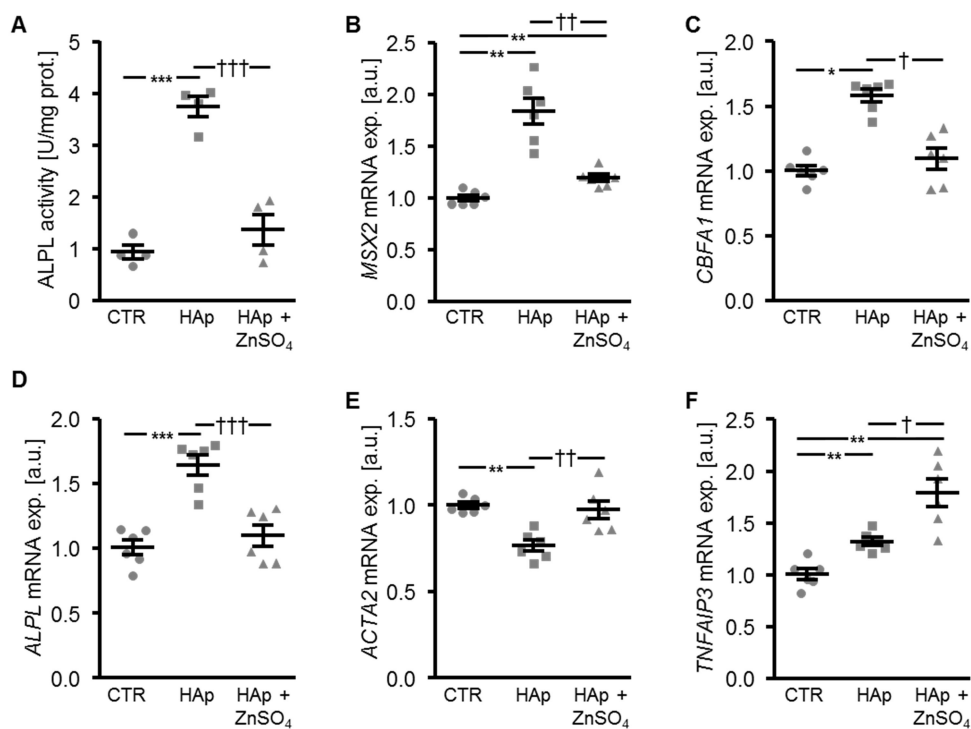 A
ALPL activity [U/mg prot.]
5
4
3
2
1
0
***
†††
CTR
HAp
HAp +
ZnSO4
B
MSX2 mRNA exp. [a.u.]
2.5
2.0
1.5
1.0
0.5
0.0
††
**
**
CTR
HAp
HAp +
ZnSO4
C
CBFA1 mRNA exp. [a.u.]
2.0
1.5
1.0
0.5
0.0
*
†
CTR
HAp
HAp +
ZnSO4
D
ALPL mRNA exp. [a.u.]
2.0
1.5
1.0
0.5
0.0
***
†††
CTR
HAp
HAp +
ZnSO4
E
ACTA2 mRNA exp. [a.u.]
1.5
1.0
0.5
0.0
**
††
CTR
HAp
HAp +
ZnSO4
F
TNFAIP3 mRNA exp. [a.u.]
2.5
2.0
1.5
1.0
0.5
0.0
†
**
**
CTR
HAp
HAp +
ZnSO4